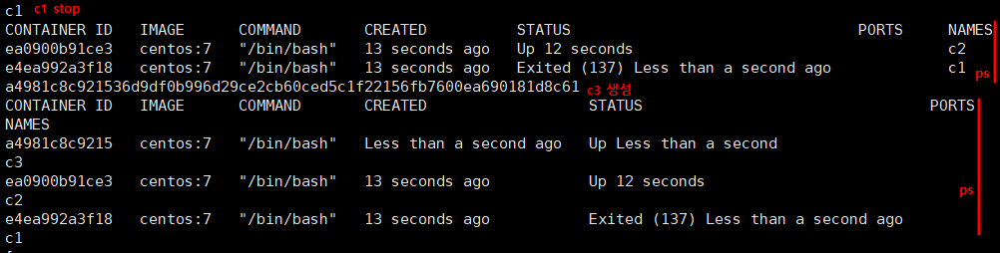 c1 c1 stop
CONTAINER ID IMAGE COMMAND CREATED STATUS PORTS NAMES
ea0900b91ce3 centos:7 "/bin/bash" 13 seconds ago Up 12 seconds c2
e4ea992a3f18 centos:7 "/bin/bash" 13 seconds ago Exited (137) Less than a second ago c1 ps
a4981c8c921536d9df0b996d29ce2cb60ced5c1f22156fb7600ea690181d8c61 c3 생성
CONTAINER ID IMAGE COMMAND CREATED STATUS PORTS
NAMES
a4981c8c9215 centos:7 "/bin/bash" Less than a second ago Up Less than a second
c3
ea0900b91ce3 centos:7 "/bin/bash" 13 seconds ago Up 12 seconds
c2 ps
e4ea992a3f18 centos:7 "/bin/bash" 13 seconds ago Exited (137) Less than a second ago
c1